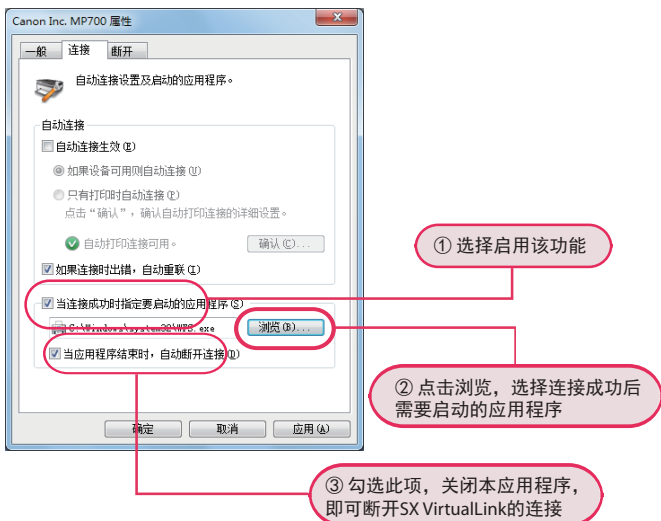 Canon Inc. MP700 属性
一般 连接 断开
自动连接设置及启动的应用程序。
自动连接
自动连接生效(E)
如果设备可用则自动连接(U)
只有打印时自动连接(P)
点击“确认”，确认自动打印连接的详细设置。
自动打印连接可用。 确认(C)...
如果连接时出错，自动重联(I)
① 选择启用该功能
当连接成功时指定要启动的应用程序(S)
C:\Windows\system32\WFS.exe 浏览(B)...
当应用程序结束时，自动断开连接(D)
② 点击浏览，选择连接成功后
需要启动的应用程序
确定 取消 应用(A)
③ 勾选此项，关闭本应用程序，
即可断开SX VirtualLink的连接